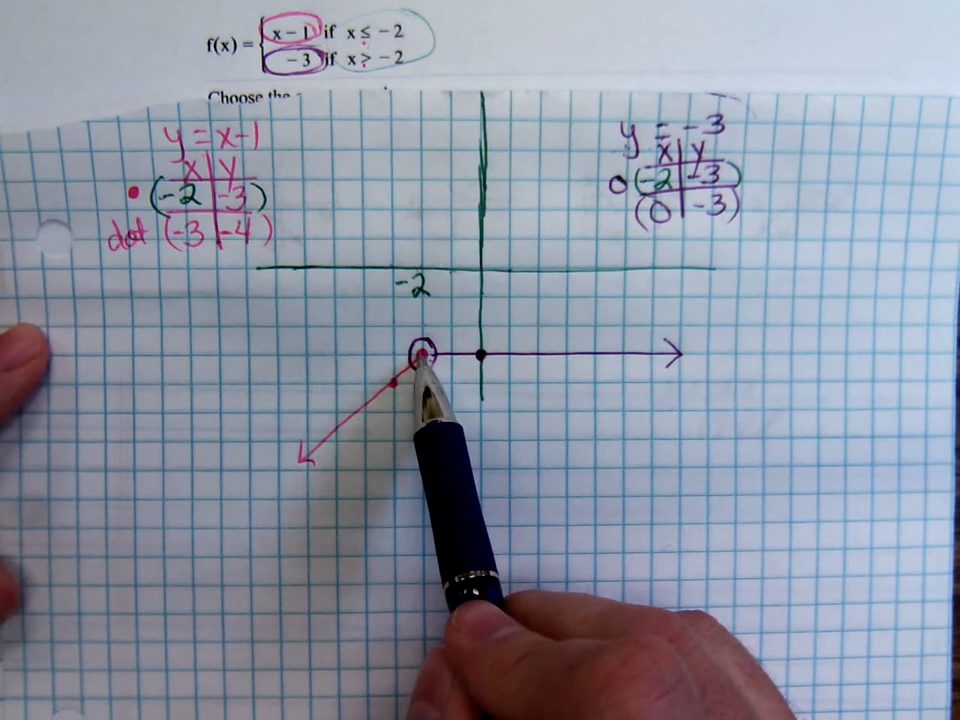 f(x) = { x − 1 if x ≤ − 2
− 3 if x > − 2
Choose the
y = x-1
x | y
(-2 | -3)
dot (-3 | -4)
y = -3
x | y
(-2 | -3)
(0 | -3)
-2